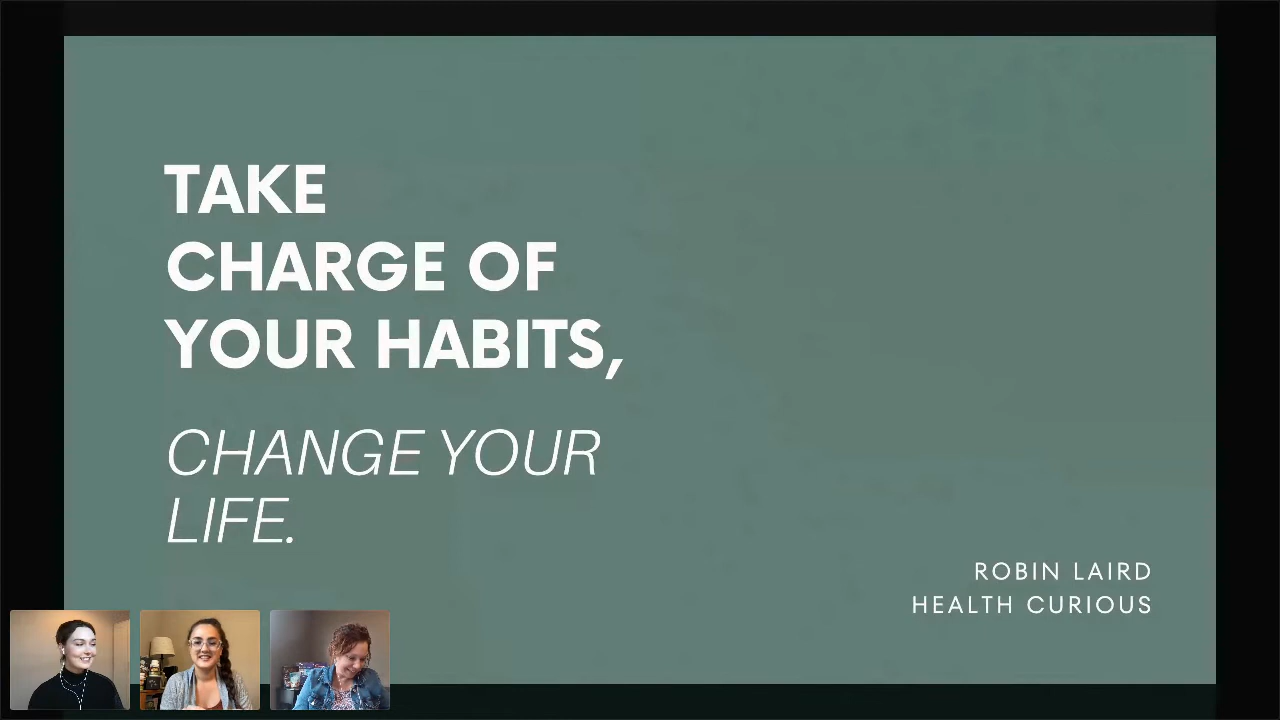 TAKE
CHARGE OF
YOUR HABITS,
CHANGE YOUR
LIFE.
ROBIN LAIRD
HEALTH CURIOUS